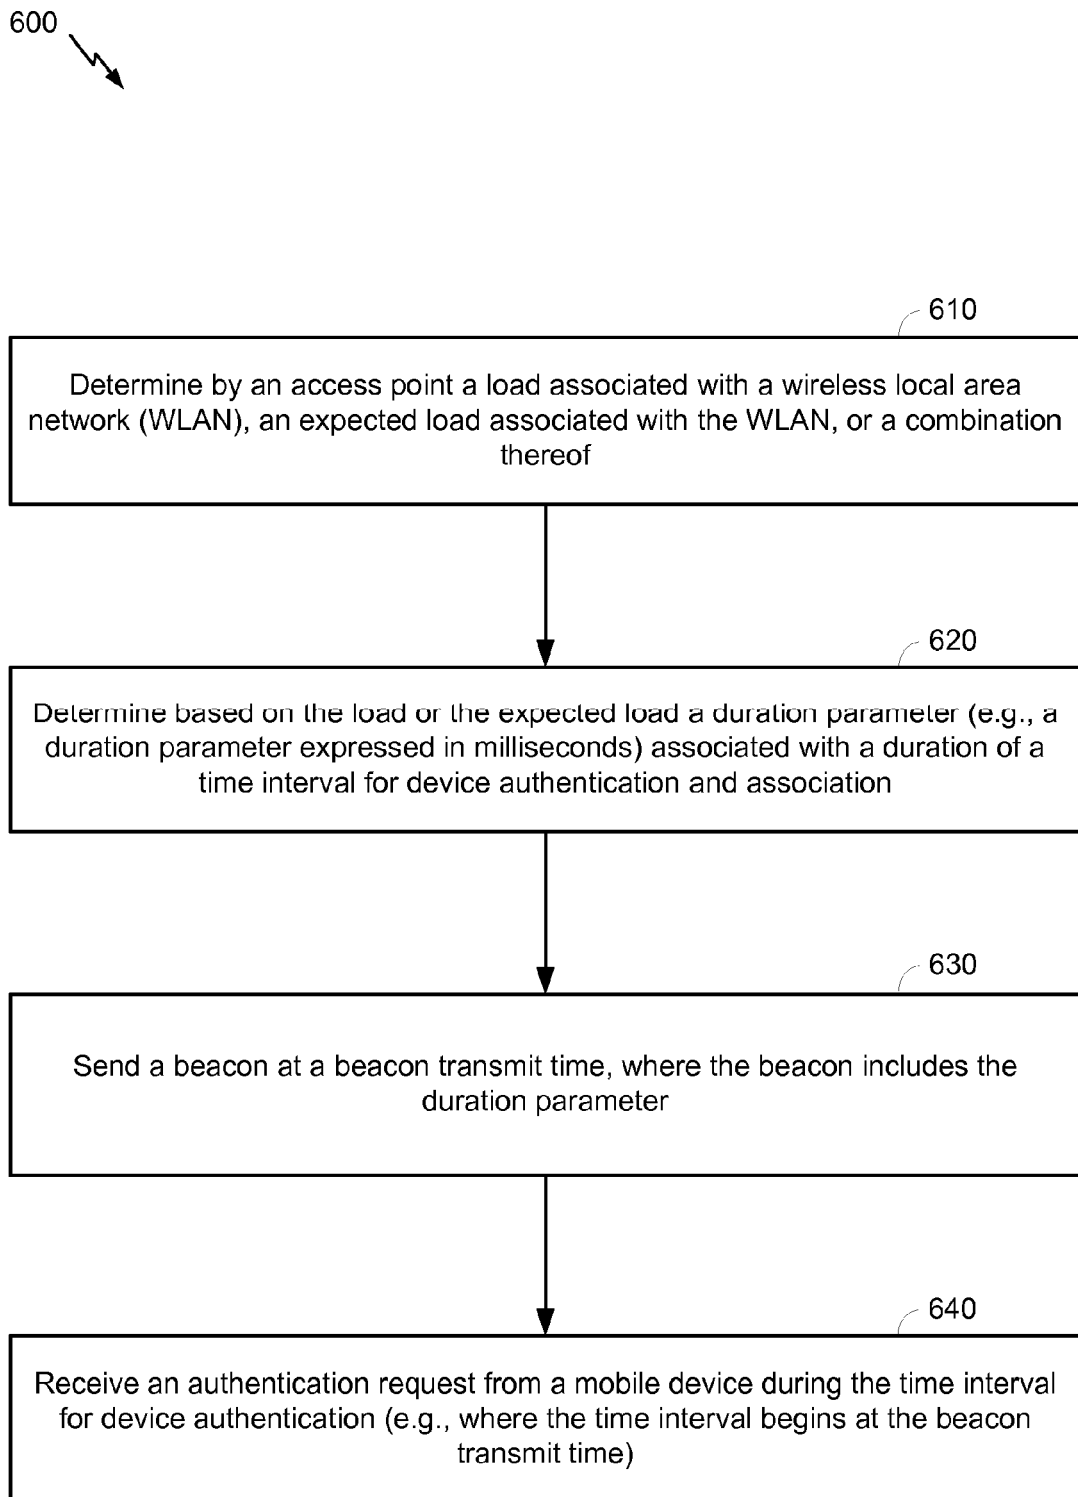 600
610
Determine by an access point a load associated with a wireless local area
network (WLAN), an expected load associated with the WLAN, or a combination
thereof
620
Determine based on the load or the expected load a duration parameter (e.g., a
duration parameter expressed in milliseconds) associated with a duration of a
time interval for device authentication and association
630
Send a beacon at a beacon transmit time, where the beacon includes the
duration parameter
640
Receive an authentication request from a mobile device during the time interval
for device authentication (e.g., where the time interval begins at the beacon
transmit time)